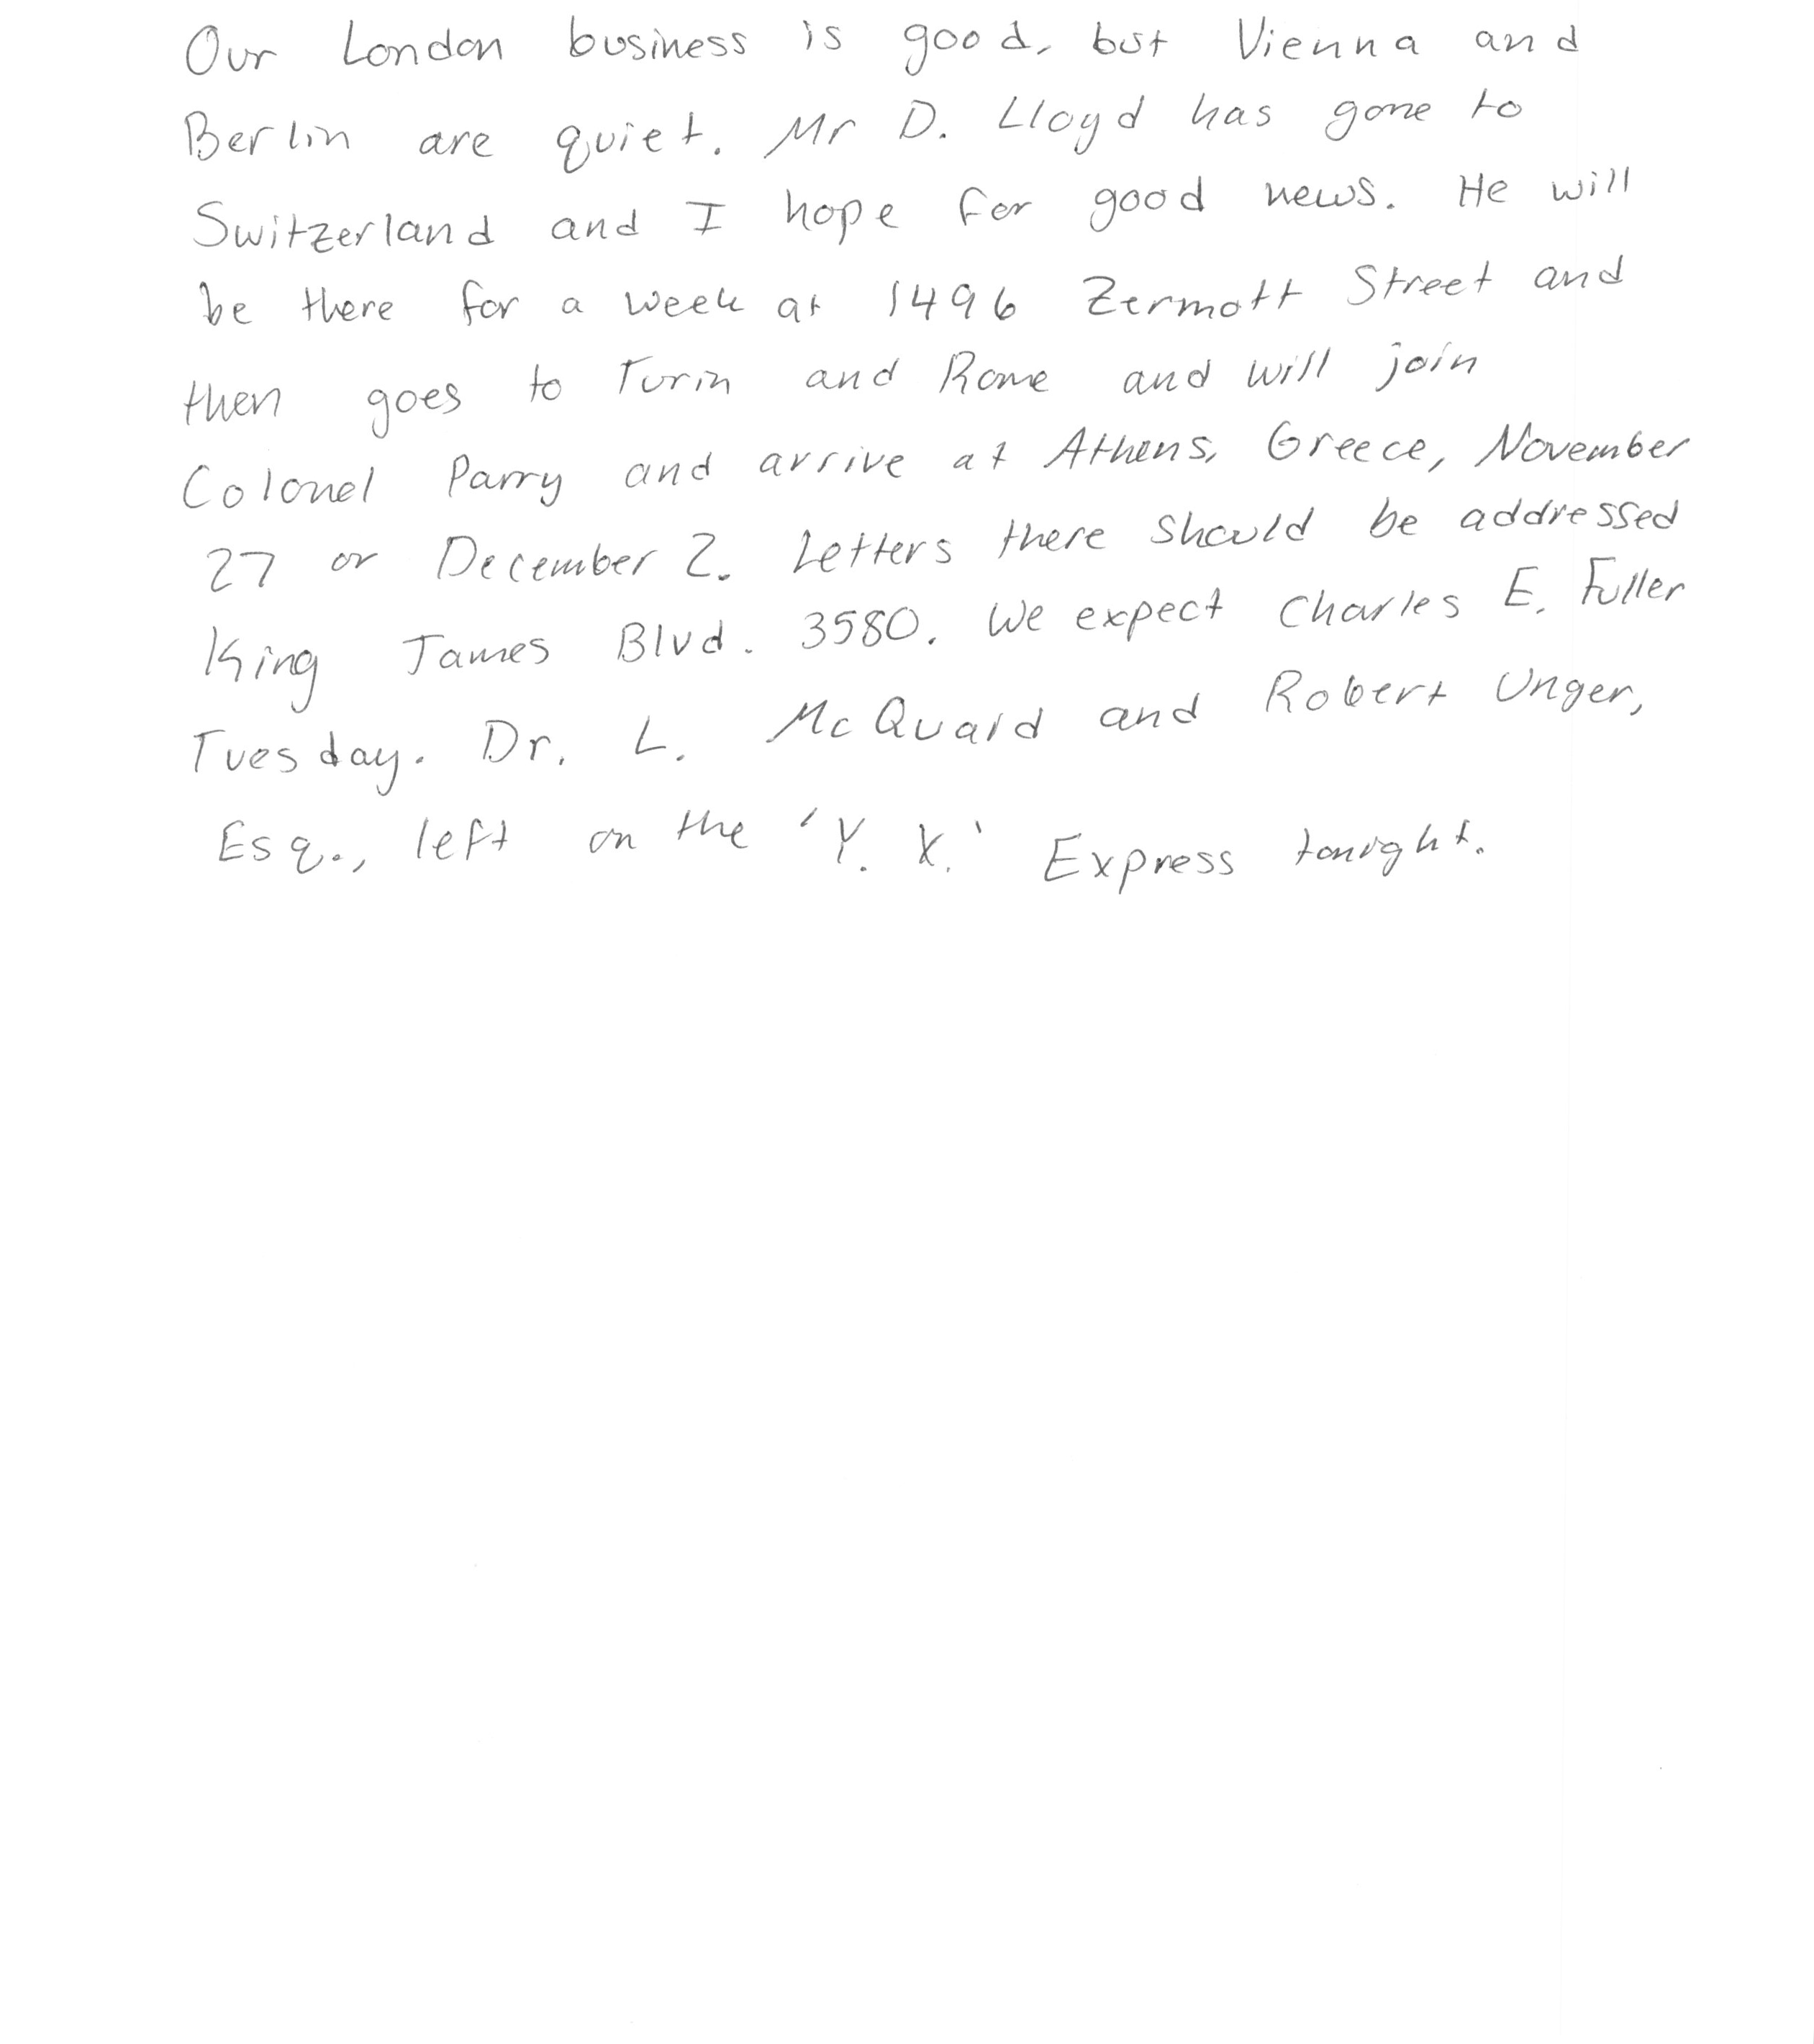 Our London business is good, but Vienna and
Berlin are quiet. Mr D. Lloyd has gone to
Switzerland and I hope for good news. He will
be there for a week at 1496 Zermott Street and
then goes to Turin and Rome and will join
Colonel Parry and arrive at Athens, Greece, November
27 or December 2. Letters there should be addressed
King James Blvd. 3580. We expect Charles E. Fuller
Tuesday. Dr. L. McQuaid and Robert Unger,
Esq., left on the 'Y. X.' Express tonight.